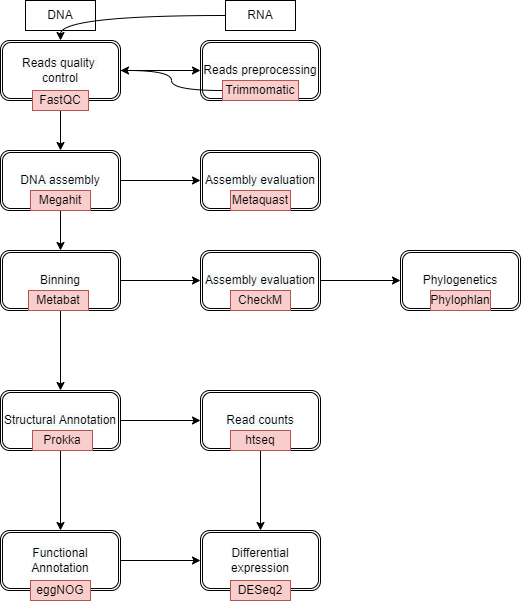 DNA
RNA
Reads quality
control
FastQC
Reads preprocessing
Trimmomatic
DNA assembly
Megahit
Assembly evaluation
Metaquast
Binning
Metabat
Assembly evaluation
CheckM
Phylogenetics
Phylophlan
Structural Annotation
Prokka
Read counts
htseq
Functional
Annotation
eggNOG
Differential
expression
DESeq2